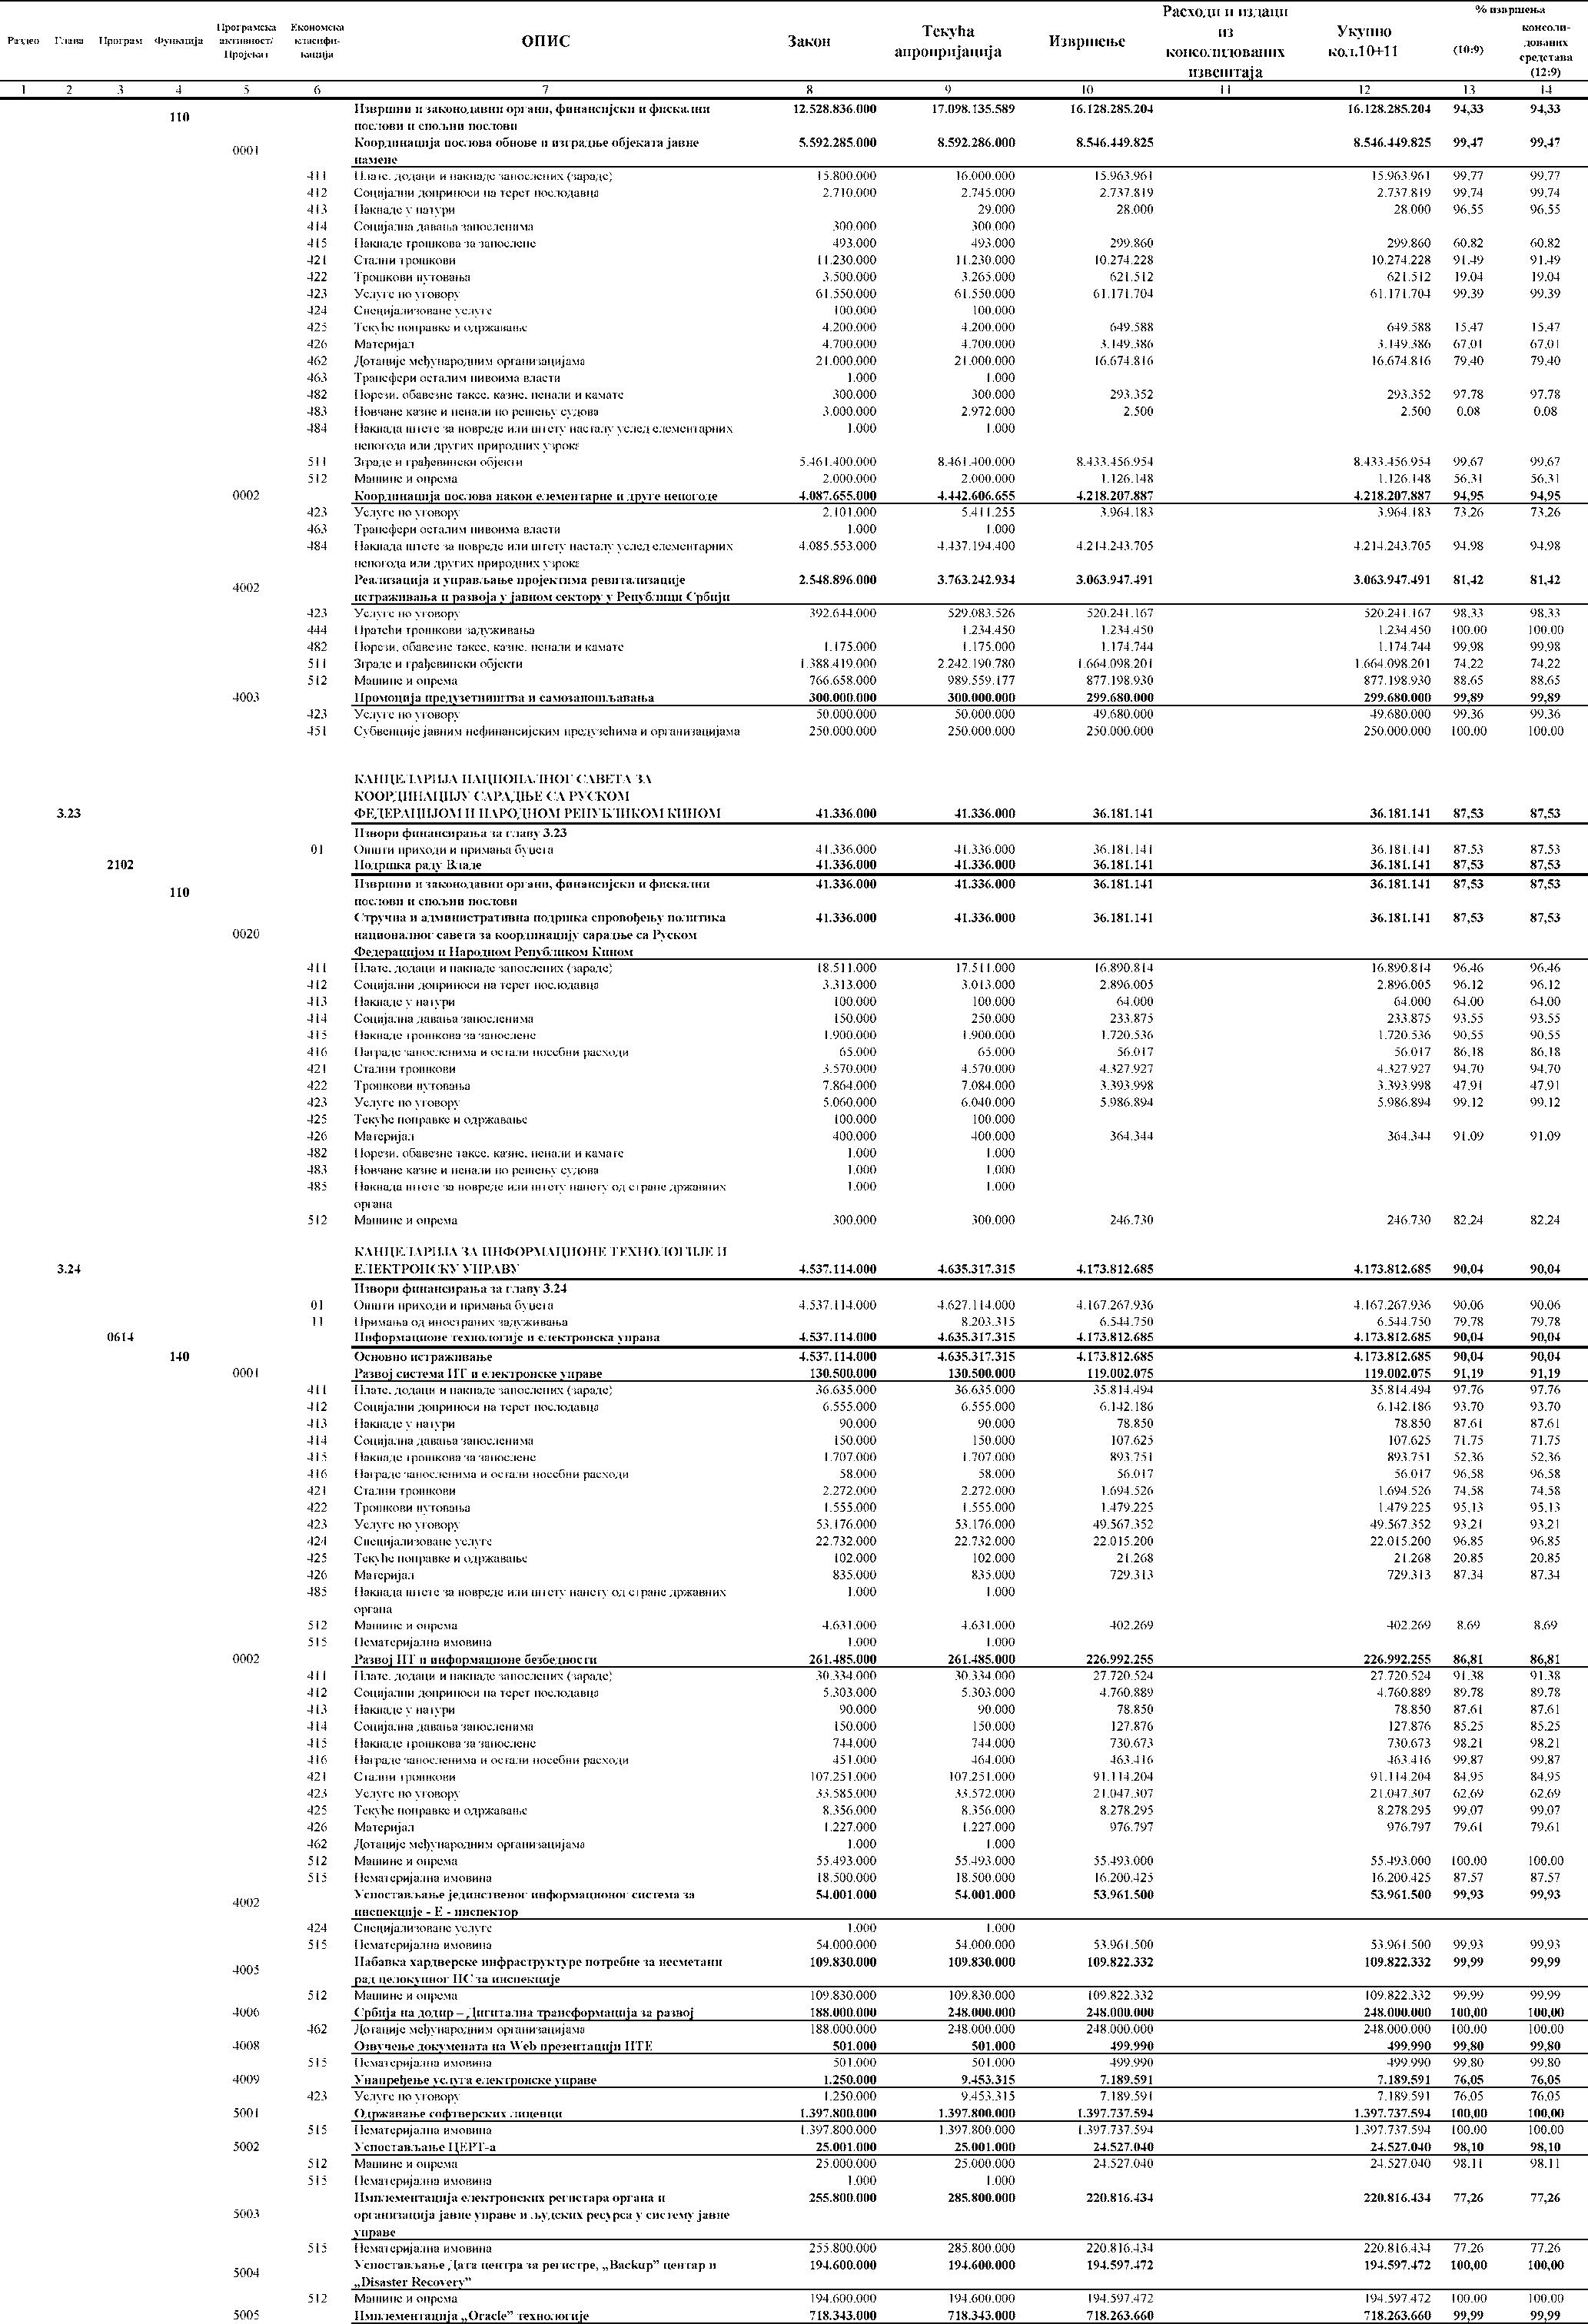 Раздео Глава Програм Функција Програмска активност/ Пројекат Економска класифи-кација ОПИС Закон Текућа апропријација Извршење Расходи и издаци из консолидованих извештаја Укупно кол.10+11 % извршења (10:9) консоли-дованих средстава (12:9)
1 2 3 4 5 6 7 8 9 10 11 12 13 14
110 Извршни и законодавни органи, финансијски и фискални 12.528.836.000 17.098.135.589 16.128.285.204 16.128.285.204 94,33 94,33
послови и спољни послови
0001 Координација послова обнове и изградње објеката јавне 5.592.285.000 8.592.286.000 8.546.449.825 8.546.449.825 99,47 99,47
намене
411 Плате, додаци и накнаде запослених (зараде) 15.800.000 16.000.000 15.963.961 15.963.961 99,77 99,77
412 Социјални доприноси на терет послодавца 2.710.000 2.745.000 2.737.819 2.737.819 99,74 99,74
413 Накнаде у натури 29.000 28.000 28.000 96,55 96,55
414 Социјална давања запосленима 300.000 300.000
415 Накнаде трошкова за запослене 493.000 493.000 299.860 299.860 60,82 60,82
421 Стални трошкови 11.230.000 11.230.000 10.274.228 10.274.228 91,49 91,49
422 Трошкови путовања 3.500.000 3.265.000 621.512 621.512 19,04 19,04
423 Услуге по уговору 61.550.000 61.550.000 61.171.704 61.171.704 99,39 99,39
424 Специјализоване услуге 100.000 100.000
425 Текуће поправке и одржавање 4.200.000 4.200.000 649.588 649.588 15,47 15,47
426 Материјал 4.700.000 4.700.000 3.149.386 3.149.386 67,01 67,01
462 Дотације међународним организацијама 21.000.000 21.000.000 16.674.816 16.674.816 79,40 79,40
463 Трансфери осталим нивоима власти 1.000 1.000
482 Порези, обавезне таксе, казне, пенали и камате 300.000 300.000 293.352 293.352 97,78 97,78
483 Новчане казне и пенали по решењу судова 3.000.000 2.972.000 2.500 2.500 0,08 0,08
484 Накнада штете за повреде или штету насталу услед елементарних 1.000 1.000
непогода или других природних узрока
511 Зграде и грађевински објекти 5.461.400.000 8.461.400.000 8.433.456.954 8.433.456.954 99,67 99,67
512 Машине и опрема 2.000.000 2.000.000 1.126.148 1.126.148 56,31 56,31
0002 Координација послова након елементарне и друге непогоде 4.087.655.000 4.442.606.655 4.218.207.887 4.218.207.887 94,95 94,95
423 Услуге по уговору 2.101.000 5.411.255 3.964.183 3.964.183 73,26 73,26
463 Трансфери осталим нивоима власти 1.000 1.000
484 Накнада штете за повреде или штету насталу услед елементарних 4.085.553.000 4.437.194.400 4.214.243.705 4.214.243.705 94,98 94,98
непогода или других природних узрока
4002 Реализација и управљање пројектима ревитализације 2.548.896.000 3.763.242.934 3.063.947.491 3.063.947.491 81,42 81,42
истраживања и развоја у јавном сектору у Републици Србији
423 Услуге по уговору 392.644.000 529.083.526 520.241.167 520.241.167 98,33 98,33
444 Пратећи трошкови задуживања 1.234.450 1.234.450 1.234.450 100,00 100,00
482 Порези, обавезне таксе, казне, пенали и камате 1.175.000 1.175.000 1.174.744 1.174.744 99,98 99,98
511 Зграде и грађевински објекти 1.388.419.000 2.242.190.780 1.664.098.201 1.664.098.201 74,22 74,22
512 Машине и опрема 766.658.000 989.559.177 877.198.930 877.198.930 88,65 88,65
4003 Промоција предузетништва и самозапошљавања 300.000.000 300.000.000 299.680.000 299.680.000 99,89 99,89
423 Услуге по уговору 50.000.000 50.000.000 49.680.000 49.680.000 99,36 99,36
451 Субвенције јавним нефинансијским предузећима и организацијама 250.000.000 250.000.000 250.000.000 250.000.000 100,00 100,00
КАНЦЕЛАРИЈА НАЦИОНАЛНОГ САВЕТА ЗА
КООРДИНАЦИЈУ САРАДЊЕ СА РУСКОМ
3.23 ФЕДЕРАЦИЈОМ И НАРОДНОМ РЕПУБЛИКОМ КИНОМ 41.336.000 41.336.000 36.181.141 36.181.141 87,53 87,53
Извори финансирања за главу 3.23
01 Општи приходи и примања буџета 41.336.000 41.336.000 36.181.141 36.181.141 87,53 87,53
2102 Подршка раду Владе 41.336.000 41.336.000 36.181.141 36.181.141 87,53 87,53
110 Извршни и законодавни органи, финансијски и фискални 41.336.000 41.336.000 36.181.141 36.181.141 87,53 87,53
послови и спољни послови
Стручна и административна подршка спровођењу политика 41.336.000 41.336.000 36.181.141 36.181.141 87,53 87,53
0020 националног савета за координацију сарадње са Руском
Федерацијом и Народном Републиком Кином
411 Плате, додаци и накнаде запослених (зараде) 18.511.000 17.511.000 16.890.814 16.890.814 96,46 96,46
412 Социјални доприноси на терет послодавца 3.313.000 3.013.000 2.896.005 2.896.005 96,12 96,12
413 Накнаде у натури 100.000 100.000 64.000 64.000 64,00 64,00
414 Социјална давања запосленима 150.000 250.000 233.875 233.875 93,55 93,55
415 Накнаде трошкова за запослене 1.900.000 1.900.000 1.720.536 1.720.536 90,55 90,55
416 Награде запосленима и остали посебни расходи 65.000 65.000 56.017 56.017 86,18 86,18
421 Стални трошкови 3.570.000 4.570.000 4.327.927 4.327.927 94,70 94,70
422 Трошкови путовања 7.864.000 7.084.000 3.393.998 3.393.998 47,91 47,91
423 Услуге по уговору 5.060.000 6.040.000 5.986.894 5.986.894 99,12 99,12
425 Текуће поправке и одржавање 100.000 100.000
426 Материјал 400.000 400.000 364.344 364.344 91,09 91,09
482 Порези, обавезне таксе, казне, пенали и камате 1.000 1.000
483 Новчане казне и пенали по решењу судова 1.000 1.000
485 Накнада штете за повреде или штету нанету од стране државних 1.000 1.000
органа
512 Машине и опрема 300.000 300.000 246.730 246.730 82,24 82,24
КАНЦЕЛАРИЈА ЗА ИНФОРМАЦИОНЕ ТЕХНОЛОГИЈЕ И
3.24 ЕЛЕКТРОНСКУ УПРАВУ 4.537.114.000 4.635.317.315 4.173.812.685 4.173.812.685 90,04 90,04
Извори финансирања за главу 3.24
01 Општи приходи и примања буџета 4.537.114.000 4.627.114.000 4.167.267.936 4.167.267.936 90,06 90,06
11 Примања од иностраних задуживања 8.203.315 6.544.750 6.544.750 79,78 79,78
0614 Информационе технологије и електронска управа 4.537.114.000 4.635.317.315 4.173.812.685 4.173.812.685 90,04 90,04
140 Основно истраживање 4.537.114.000 4.635.317.315 4.173.812.685 4.173.812.685 90,04 90,04
0001 Развој система ИТ и електронске управе 130.500.000 130.500.000 119.002.075 119.002.075 91,19 91,19
411 Плате, додаци и накнаде запослених (зараде) 36.635.000 36.635.000 35.814.494 35.814.494 97,76 97,76
412 Социјални доприноси на терет послодавца 6.555.000 6.555.000 6.142.186 6.142.186 93,70 93,70
413 Накнаде у натури 90.000 90.000 78.850 78.850 87,61 87,61
414 Социјална давања запосленима 150.000 150.000 107.625 107.625 71,75 71,75
415 Накнаде трошкова за запослене 1.707.000 1.707.000 893.751 893.751 52,36 52,36
416 Награде запосленима и остали посебни расходи 58.000 58.000 56.017 56.017 96,58 96,58
421 Стални трошкови 2.272.000 2.272.000 1.694.526 1.694.526 74,58 74,58
422 Трошкови путовања 1.555.000 1.555.000 1.479.225 1.479.225 95,13 95,13
423 Услуге по уговору 53.176.000 53.176.000 49.567.352 49.567.352 93,21 93,21
424 Специјализоване услуге 22.732.000 22.732.000 22.015.200 22.015.200 96,85 96,85
425 Текуће поправке и одржавање 102.000 102.000 21.268 21.268 20,85 20,85
426 Материјал 835.000 835.000 729.313 729.313 87,34 87,34
485 Накнада штете за повреде или штету нанету од стране државних 1.000 1.000
органа
512 Машине и опрема 4.631.000 4.631.000 402.269 402.269 8,69 8,69
515 Нематеријална имовина 1.000 1.000
0002 Развој ИТ и информационе безбедности 261.485.000 261.485.000 226.992.255 226.992.255 86,81 86,81
411 Плате, додаци и накнаде запослених (зараде) 30.334.000 30.334.000 27.720.524 27.720.524 91,38 91,38
412 Социјални доприноси на терет послодавца 5.303.000 5.303.000 4.760.889 4.760.889 89,78 89,78
413 Накнаде у натури 90.000 90.000 78.850 78.850 87,61 87,61
414 Социјална давања запосленима 150.000 150.000 127.876 127.876 85,25 85,25
415 Накнаде трошкова за запослене 744.000 744.000 730.673 730.673 98,21 98,21
416 Награде запосленима и остали посебни расходи 451.000 464.000 463.416 463.416 99,87 99,87
421 Стални трошкови 107.251.000 107.251.000 91.114.204 91.114.204 84,95 84,95
423 Услуге по уговору 33.585.000 33.572.000 21.047.307 21.047.307 62,69 62,69
425 Текуће поправке и одржавање 8.356.000 8.356.000 8.278.295 8.278.295 99,07 99,07
426 Материјал 1.227.000 1.227.000 976.797 976.797 79,61 79,61
462 Дотације међународним организацијама 1.000 1.000
512 Машине и опрема 55.493.000 55.493.000 55.493.000 55.493.000 100,00 100,00
515 Нематеријална имовина 18.500.000 18.500.000 16.200.425 16.200.425 87,57 87,57
4002 Успостављање јединственог информационог система за 54.001.000 54.001.000 53.961.500 53.961.500 99,93 99,93
инспекције - Е - инспектор
424 Специјализоване услуге 1.000 1.000
515 Нематеријална имовина 54.000.000 54.000.000 53.961.500 53.961.500 99,93 99,93
4005 Набавка хардверске инфраструктуре потребне за несметани 109.830.000 109.830.000 109.822.332 109.822.332 99,99 99,99
рад целокупног ИС за инспекције
512 Машине и опрема 109.830.000 109.830.000 109.822.332 109.822.332 99,99 99,99
4006 Србија на додир – Дигитална трансформација за развој 188.000.000 248.000.000 248.000.000 248.000.000 100,00 100,00
462 Дотације међународним организацијама 188.000.000 248.000.000 248.000.000 248.000.000 100,00 100,00
4008 Озвучење докумената на Web презентацији ИТЕ 501.000 501.000 499.990 499.990 99,80 99,80
515 Нематеријална имовина 501.000 501.000 499.990 499.990 99,80 99,80
4009 Унапређење услуга електронске управе 1.250.000 9.453.315 7.189.591 7.189.591 76,05 76,05
423 Услуге по уговору 1.250.000 9.453.315 7.189.591 7.189.591 76,05 76,05
5001 Одржавање софтверских лиценци 1.397.800.000 1.397.800.000 1.397.737.594 1.397.737.594 100,00 100,00
515 Нематеријална имовина 1.397.800.000 1.397.800.000 1.397.737.594 1.397.737.594 100,00 100,00
5002 Успостављање ЦЕРТ-а 25.001.000 25.001.000 24.527.040 24.527.040 98,10 98,10
512 Машине и опрема 25.000.000 25.000.000 24.527.040 24.527.040 98,11 98,11
515 Нематеријална имовина 1.000 1.000
Имплементација електронских регистара органа и 255.800.000 285.800.000 220.816.434 220.816.434 77,26 77,26
5003 организација јавне управе и људских ресурса у систему јавне
управе
515 Нематеријална имовина 255.800.000 285.800.000 220.816.434 220.816.434 77,26 77,26
5004 Успостављање Дата центра за регистре, „Backup” центар и 194.600.000 194.600.000 194.597.472 194.597.472 100,00 100,00
„Disaster Recovery”
512 Машине и опрема 194.600.000 194.600.000 194.597.472 194.597.472 100,00 100,00
5005 Имплементација „Oracle” технологије 718.343.000 718.343.000 718.263.660 718.263.660 99,99 99,99